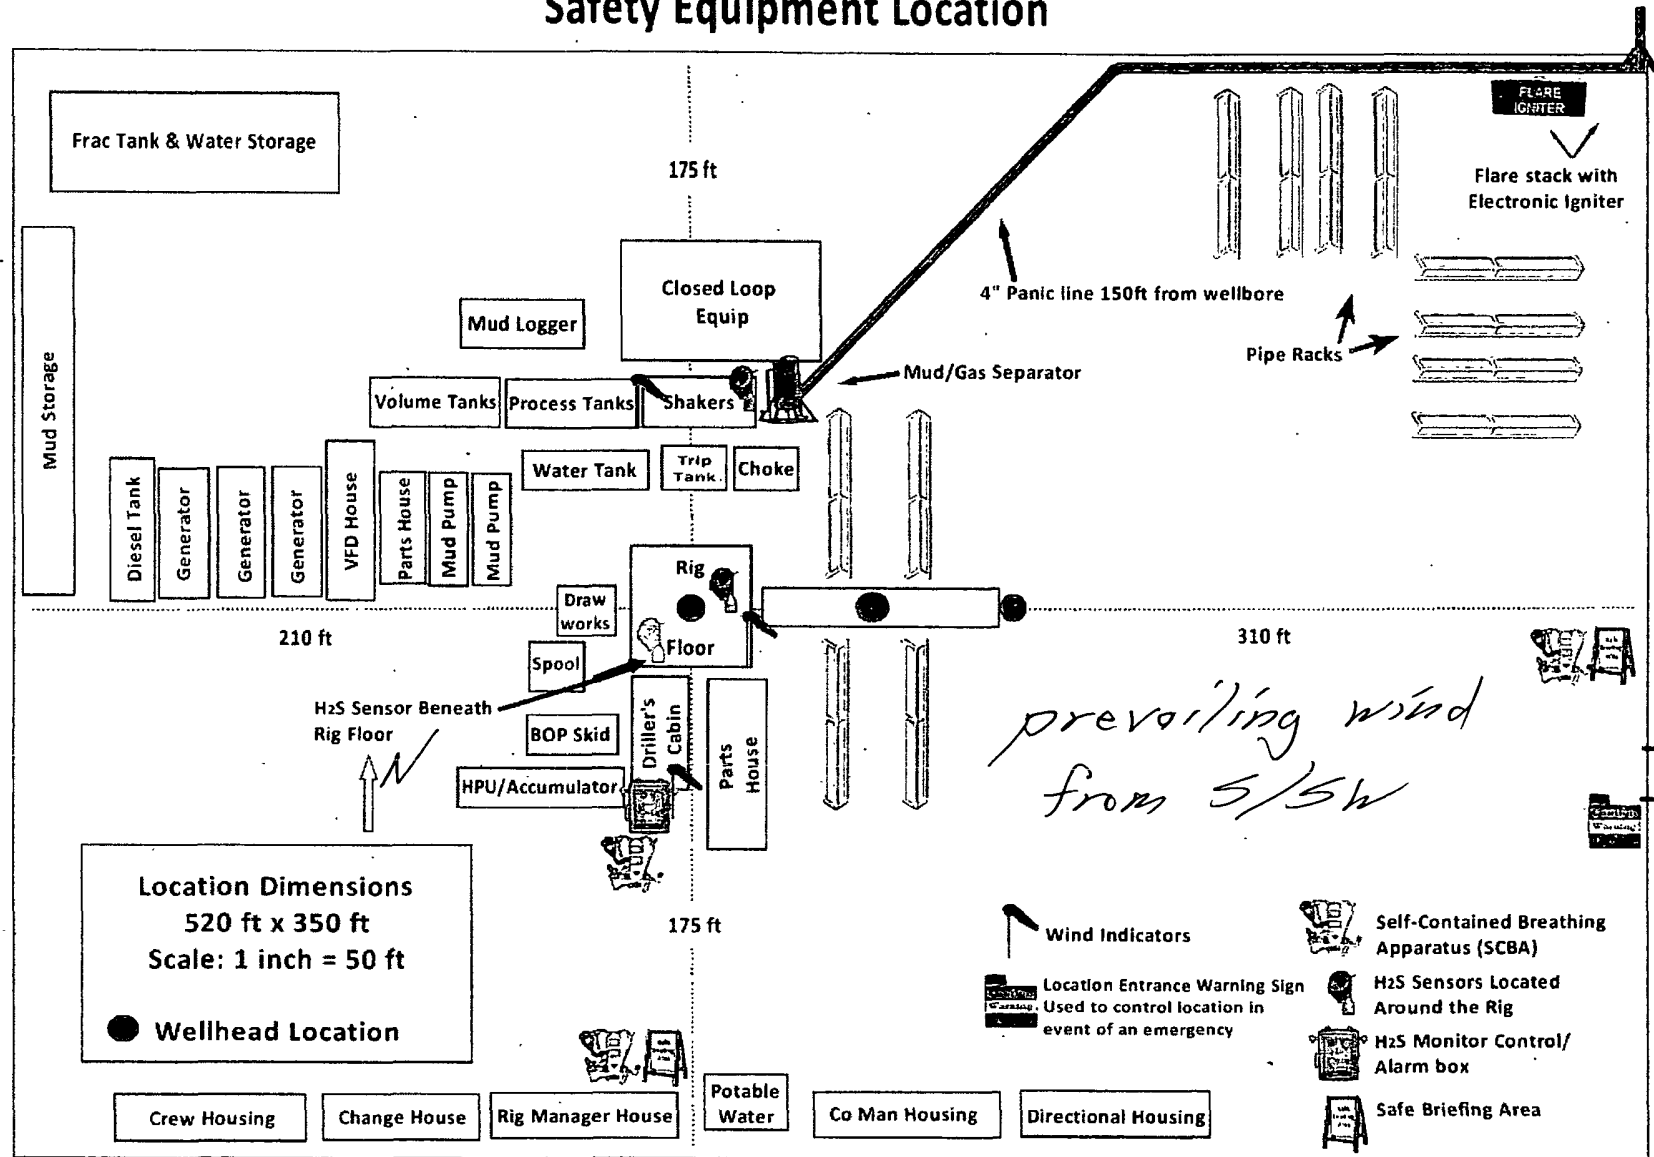 Safety Equipment Location
Frac Tank & Water Storage
175 ft
FLARE
IGNITER
Flare stack with
Electronic Igniter
Closed Loop
Equip
4" Panic line 150ft from wellbore
Mud Logger
Pipe Racks
Mud/Gas Separator
Mud Storage
Volume Tanks
Process Tanks
Shakers
Water Tank
Trip
Tank
Choke
Diesel Tank
Generator
Generator
Generator
VFD House
Parts House
Mud Pump
Mud Pump
Rig
Floor
Draw
works
210 ft
310 ft
Spool
H2S Sensor Beneath
Rig Floor
N
BOP Skid
Driller's
Cabin
Parts
House
HPU/Accumulator
prevailing wind
from S/SW
Location Dimensions
520 ft x 350 ft
Scale: 1 inch = 50 ft
Wellhead Location
175 ft
Wind Indicators
Location Entrance Warning Sign
Used to control location in
event of an emergency
Self-Contained Breathing
Apparatus (SCBA)
H2S Sensors Located
Around the Rig
H2S Monitor Control/
Alarm box
Safe Briefing Area
Warning
Warning
Crew Housing
Change House
Rig Manager House
Potable
Water
Co Man Housing
Directional Housing